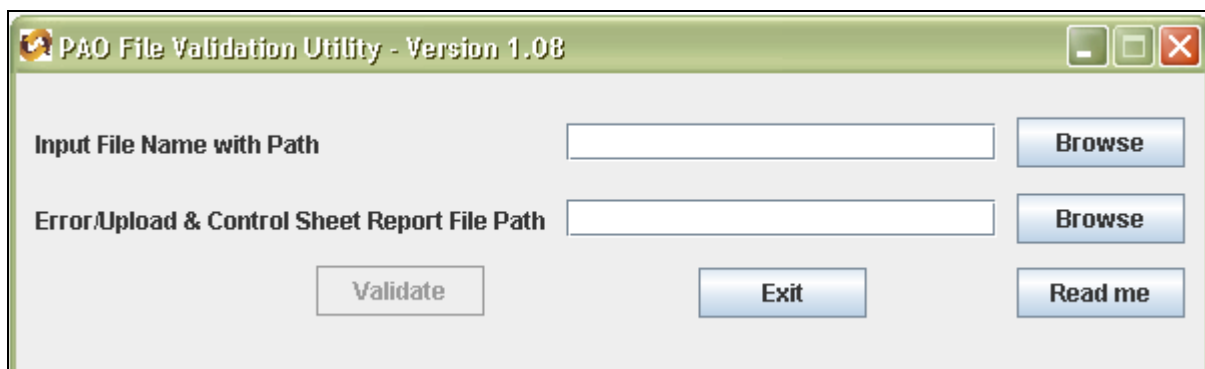 PAO File Validation Utility - Version 1.08
Input File Name with Path Browse
Error/Upload & Control Sheet Report File Path Browse
Validate Exit Read me